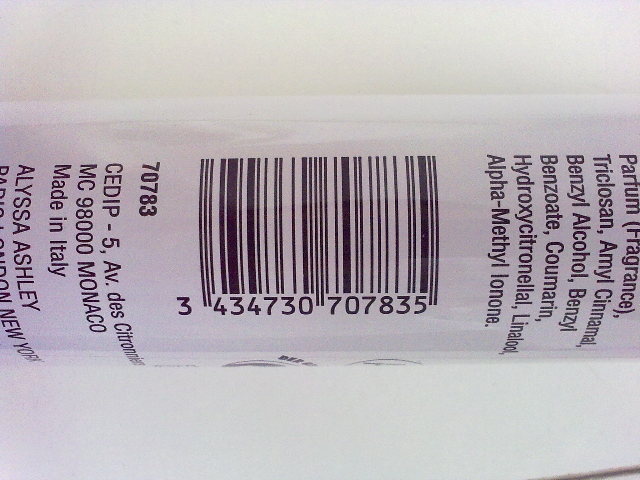 Parfum (Fragrance),
Triclosan, Amyl Cinnamal,
Benzyl Alcohol, Benzyl
Benzoate, Coumarin,
Hydroxycitronellal, Linalool,
Alpha-Methyl Ionone.
3 434730 707835
70783
CEDIP - 5, Av. des Citronniers
MC 98000 MONACO
Made in Italy
ALYSSA ASHLEY
PARIS LONDON NEW YORK